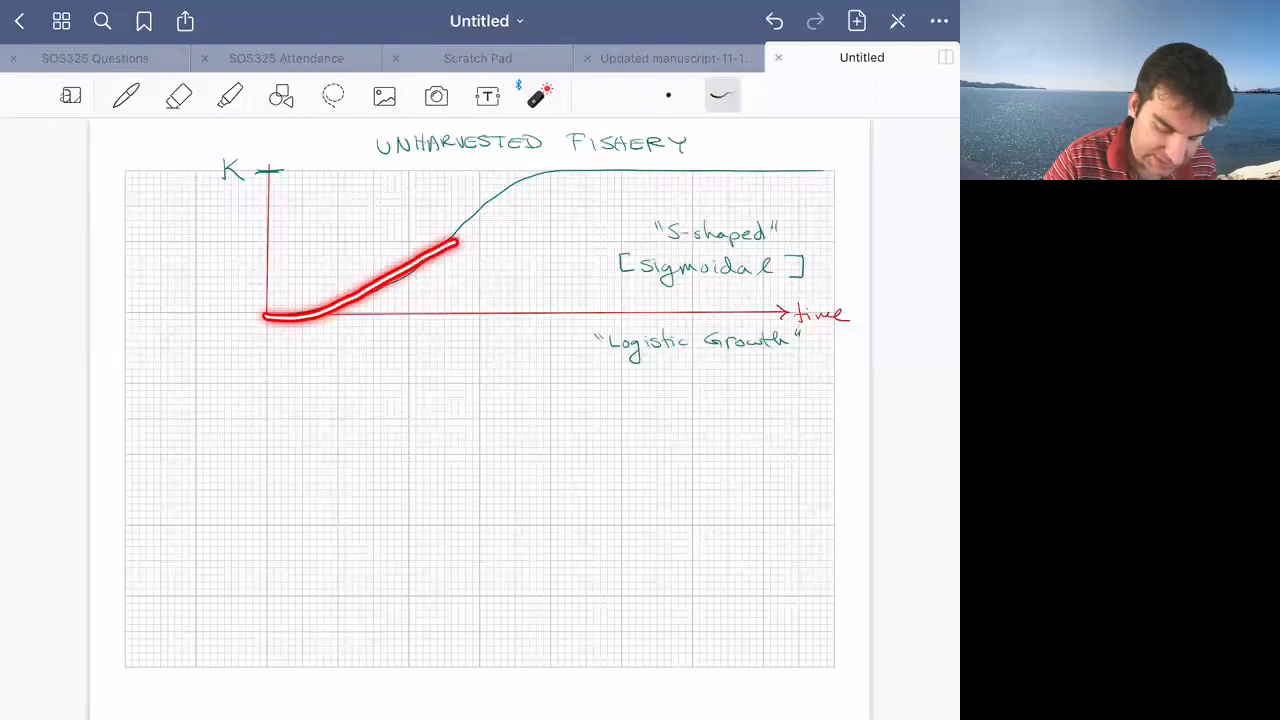 Untitled
SOS325 Questions
SOS325 Attendance
Scratch Pad
Updated manuscript-11-1...
Untitled
UNHARVESTED FISHERY
K
"S-shaped"
[sigmoidal]
time
"Logistic Growth"